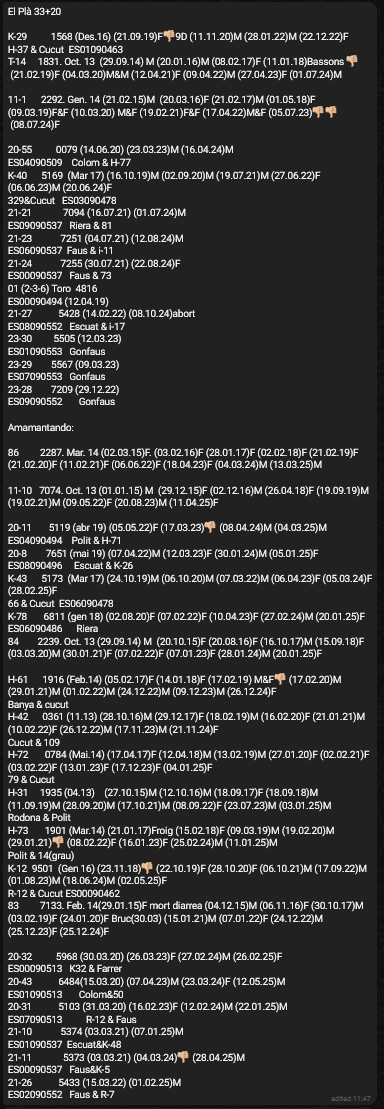 El Plà 33+20
K-29 1568 (Des.16) (21.09.19)F👎9D (11.11.20)M (28.01.22)M (22.12.22)F
H-37 & Cucut ES01090463
T-14 1831. Oct. 13 (29.09.14) M (20.01.16)M (08.02.17)F (11.01.18)Bassons👎
(21.02.19)F (04.03.20)M&M (12.04.21)F (09.04.22)M (27.04.23)F (01.07.24)M
11-1 2292. Gen. 14 (21.02.15)M (20.03.16)F (21.02.17)M (01.05.18)F
(09.03.19)F&F (10.03.20) M&F (19.02.21)F&F (17.04.22)M&F (05.07.23)👎👎
(08.07.24)F
20-55 0079 (14.06.20) (23.03.23)M (16.04.24)M
ES04090509 Colom & H-77
K-40 5169 (Mar 17) (16.10.19)M (02.09.20)M (19.07.21)M (27.06.22)F
(06.06.23)M (20.06.24)F
329&Cucut ES03090478
21-21 7094 (16.07.21) (01.07.24)M
ES09090537 Riera & 81
21-23 7251 (04.07.21) (12.08.24)M
ES06090537 Faus & i-11
21-24 7255 (30.07.21) (22.08.24)F
ES00090537 Faus & 73
01 (2-3-6) Toro 4816
ES00090494 (12.04.19)
21-27 5428 (14.02.22) (08.10.24)abort
ES08090552 Escuat & i-17
23-30 5505 (12.03.23)
ES01090553 Gonfaus
23-29 5567 (09.03.23)
ES07090553 Gonfaus
23-28 7209 (29.12.22)
ES09090552 Gonfaus
Amamantando:
86 2287. Mar. 14 (02.03.15)F. (03.02.16)F (28.01.17)F (02.02.18)F (21.02.19)F
(21.02.20)F (11.02.21)F (06.06.22)F (18.04.23)F (04.03.24)M (13.03.25)M
11-10 7074. Oct. 13 (01.01.15) M (29.12.15)F (02.12.16)M (26.04.18)F (19.09.19)M
(19.02.21)M (09.05.22)F (20.08.23)M (11.04.25)F
20-11 5119 (abr 19) (05.05.22)F (17.03.23)👎 (08.04.24)M (04.03.25)M
ES04090494 Polit & H-71
20-8 7651 (mai 19) (07.04.22)M (12.03.23)F (30.01.24)M (05.01.25)F
ES08090496 Escuat & K-26
K-43 5173 (Mar 17) (24.10.19)M (06.10.20)M (07.03.22)M (06.04.23)F (05.03.24)F
(28.02.25)F
66 & Cucut ES06090478
K-78 6811 (gen 18) (02.08.20)F (07.02.22)F (10.04.23)F (27.02.24)M (20.01.25)F
ES06090486 Riera
84 2239. Oct. 13 (29.09.14) M (20.10.15)F (20.08.16)F (16.10.17)M (15.09.18)F
(03.03.20)M (30.01.21)F (07.02.22)F (07.01.23)F (28.01.24)M (20.01.25)F
H-61 1916 (Feb.14) (05.02.17)F (14.01.18)F (17.02.19) M&F👎 (17.02.20)M
(29.01.21)M (01.02.22)M (24.12.22)M (09.12.23)M (26.12.24)F
Banya & cucut
H-42 0361 (11.13) (28.10.16)M (29.12.17)F (18.02.19)M (16.02.20)F (21.01.21)M
(10.02.22)F (26.12.22)M (17.11.23)M (21.11.24)F
Cucut & 109
H-72 0784 (Mai.14) (17.04.17)F (12.04.18)M (13.02.19)M (27.01.20)F (02.02.21)F
(03.02.22)F (13.01.23)F (17.12.23)F (04.01.25)F
79 & Cucut
H-31 1935 (04.13) (27.10.15)M (12.10.16)M (18.09.17)F (18.09.18)M
(11.09.19)M (28.09.20)M (17.10.21)M (08.09.22)F (23.07.23)M (03.01.25)M
Rodona & Polit
H-73 1901 (Mar.14) (21.01.17)Froig (15.02.18)F (09.03.19)M (19.02.20)M
(29.01.21)👎 (08.02.22)F (16.01.23)F (25.02.24)M (11.01.25)M
Polit & 14(grau)
K-12 9501 (Gen 16) (23.11.18)👎 (22.10.19)F (28.10.20)F (06.10.21)M (17.09.22)M
(01.08.23)M (18.06.24)M (02.05.25)F
R-12 & Cucut ES00090462
83 7133. Feb. 14(29.01.15)F mort diarrea (04.12.15)M (06.11.16)F (30.10.17)M
(03.02.19)F (24.01.20)F Bruc(30.03) (15.01.21)M (07.01.22)F (24.12.22)M
(25.12.23)F (25.12.24)F
20-32 5968 (30.03.20) (26.03.23)F (27.02.24)M (26.02.25)F
ES00090513 K32 & Farrer
20-43 6484(15.03.20) (07.04.23)M (23.03.24)F (12.05.25)M
ES01090513 Colom&50
20-31 5103 (31.03.20) (16.02.23)F (12.02.24)M (22.01.25)M
ES07090513 R-12 & Faus
21-10 5374 (03.03.21) (07.01.25)M
ES01090537 Escuat&K-48
21-11 5373 (03.03.21) (04.03.24)👎 (28.04.25)M
ES00090537 Faus&K-5
21-26 5433 (15.03.22) (01.02.25)M
ES02090552 Faus & R-7
edited 11:47